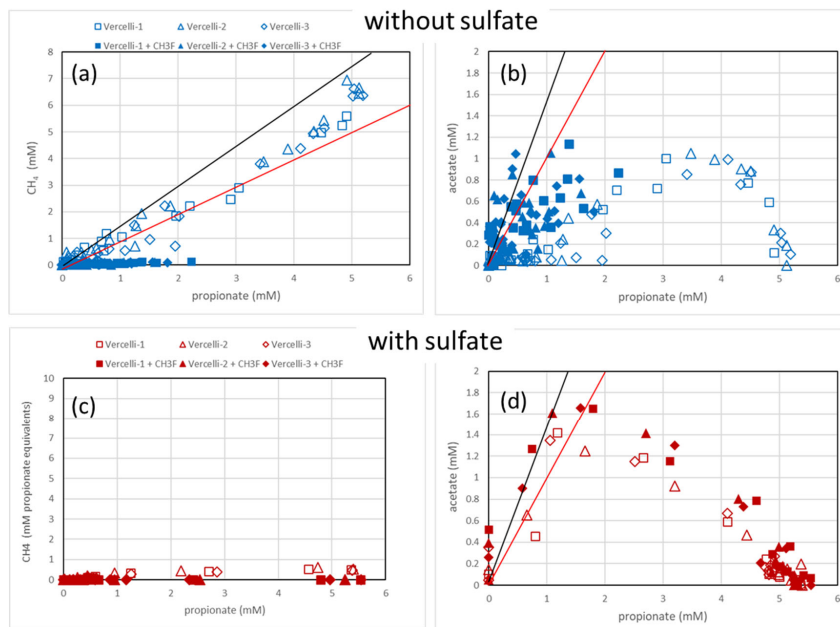 without sulfate
Vercelli-1 Vercelli-2 Vercelli-3
Vercelli-1 + CH3F Vercelli-2 + CH3F Vercelli-3 + CH3F
(a)
8
7
6
5
4
3
2
1
0
CH₄ (mM)
0 1 2 3 4 5 6
propionate (mM)
(b)
2
1.8
1.6
1.4
1.2
1
0.8
0.6
0.4
0.2
0
acetate (mM)
0 1 2 3 4 5 6
propionate (mM)
with sulfate
Vercelli-1 Vercelli-2 Vercelli-3
Vercelli-1 + CH3F Vercelli-2 + CH3F Vercelli-3 + CH3F
(c)
10
9
8
7
6
5
4
3
2
1
0
CH4 (mM propionate equivalents)
0 1 2 3 4 5 6
propionate (mM)
(d)
2
1.8
1.6
1.4
1.2
1
0.8
0.6
0.4
0.2
0
acetate (mM)
0 1 2 3 4 5 6
propionate (mM)